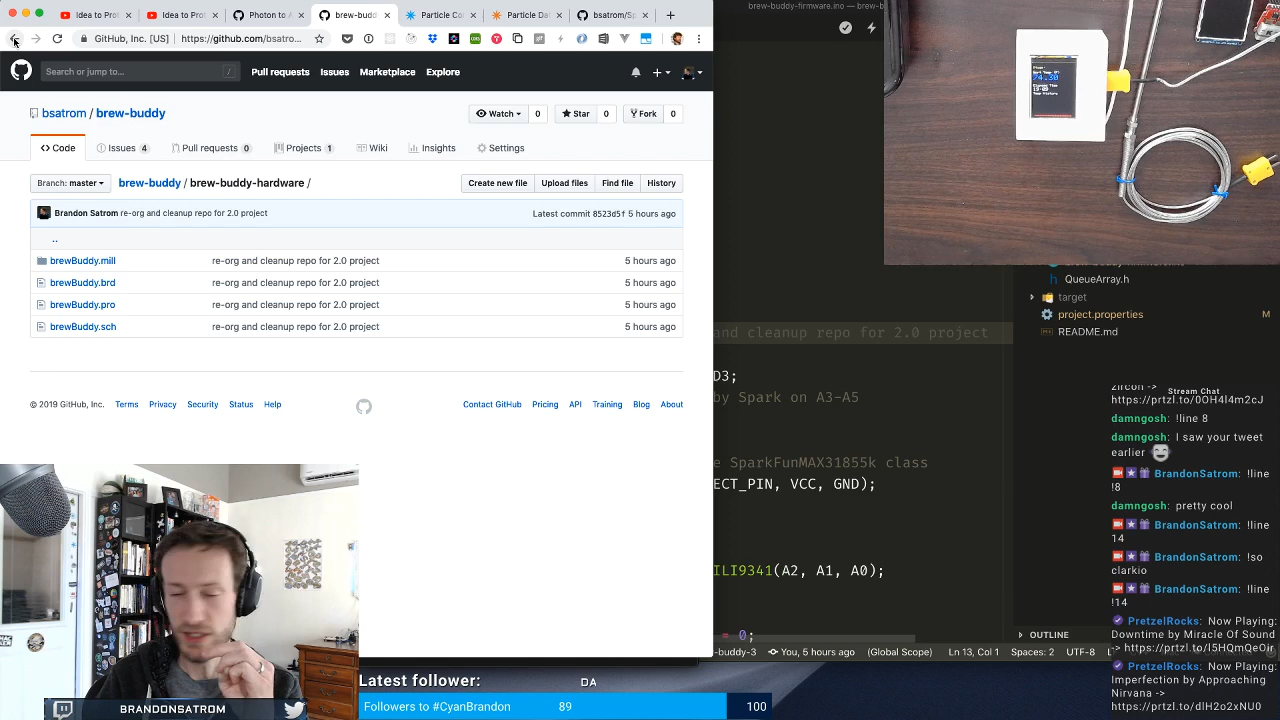 Idea to Pro
Idea to Pro
Photon to A
brew-budd
Particle Co
Particle Da
bsatrom/Sp
brew-buddy-firmware.ino — brew-b
GitHub, Inc. [US] | https://github.com/bsatro...
Search or jump to...
/
Pull requests Issues Marketplace Explore
bsatrom / brew-buddy
Watch 0 Star 0 Fork 0
Code Issues 4 Pull requests 0 Projects 1 Wiki Insights Settings
Branch: master brew-buddy / brew-buddy-hardware / Create new file Upload files Find file History
Brandon Satrom re-org and cleanup repo for 2.0 project Latest commit 8523d5f 5 hours ago
..
brewBuddy.mill re-org and cleanup repo for 2.0 project 5 hours ago
brewBuddy.brd re-org and cleanup repo for 2.0 project 5 hours ago
brewBuddy.pro re-org and cleanup repo for 2.0 project 5 hours ago
brewBuddy.sch re-org and cleanup repo for 2.0 project 5 hours ago
© 2019 GitHub, Inc. Terms Privacy Security Status Help Contact GitHub Pricing API Training Blog About
74.30
QueueArray.h
target
project.properties M
README.md
and cleanup repo for 2.0 project
D3;
by Spark on A3-A5
e SparkFunMAX31855k class
ECT_PIN, VCC, GND);
ILI9341(A2, A1, A0);
= 0;
OUTLINE
-buddy-3 You, 5 hours ago (Global Scope) Ln 13, Col 1 Spaces: 2 UTF-8
Stream Chat
zircon ->
https://prtzl.to/0OH4l4m2cJ
damngosh: !line 8
damngosh: I saw your tweet
earlier
BrandonSatrom: !line
!8
damngosh: pretty cool
BrandonSatrom: !line
14
BrandonSatrom: !so
clarkio
BrandonSatrom: !line
!14
PretzelRocks: Now Playing:
Downtime by Miracle Of Sound
-> https://prtzl.to/l5HQmQeOir
PretzelRocks: Now Playing:
Imperfection by Approaching
Nirvana ->
https://prtzl.to/dlH2o2xNU0
Latest follower: DA
Followers to #CyanBrandon 89 100
BRANDONSATROM